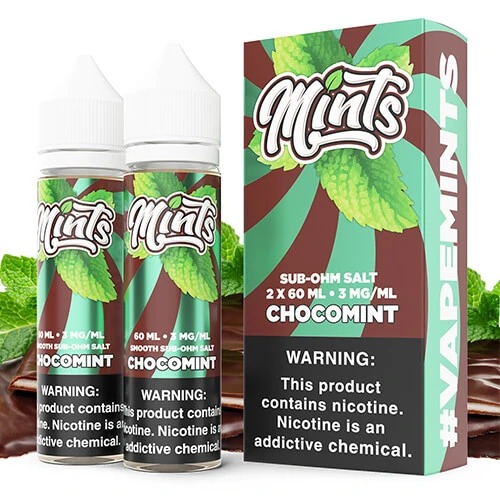 Mints
60 ML • 3 MG/ML
SMOOTH SUB-OHM SALT
CHOCOMINT
WARNING:
product contains
Nicotine is an
addictive chemical.
Mints
60 ML • 3 MG/ML
SMOOTH SUB-OHM SALT
CHOCOMINT
WARNING:
This product
contains nicotine.
Nicotine is an
addictive chemical.
Mints
SUB-OHM SALT
2 X 60 ML • 3 MG/ML
CHOCOMINT
WARNING:
This product
contains nicotine.
Nicotine is an
addictive chemical.
#VAPEMINTS